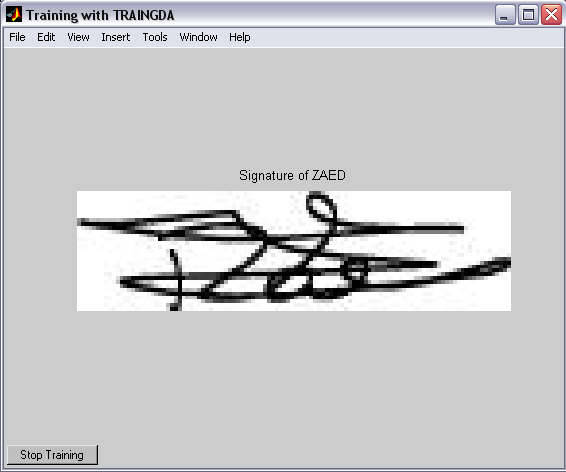 Training with TRAINGDA
File Edit View Insert Tools Window Help
Signature of ZAED
Stop Training